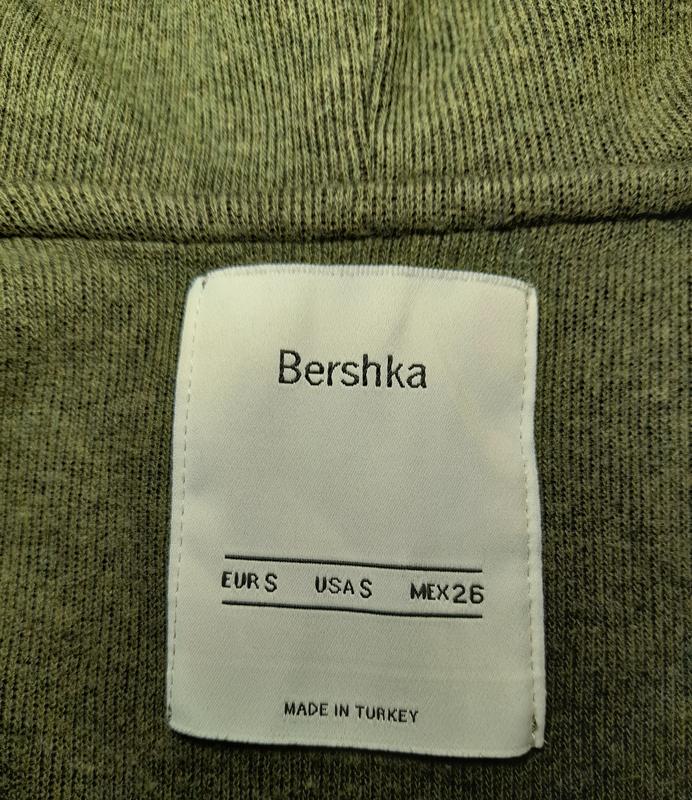 Bershka
EUR S USA S MEX 26
MADE IN TURKEY